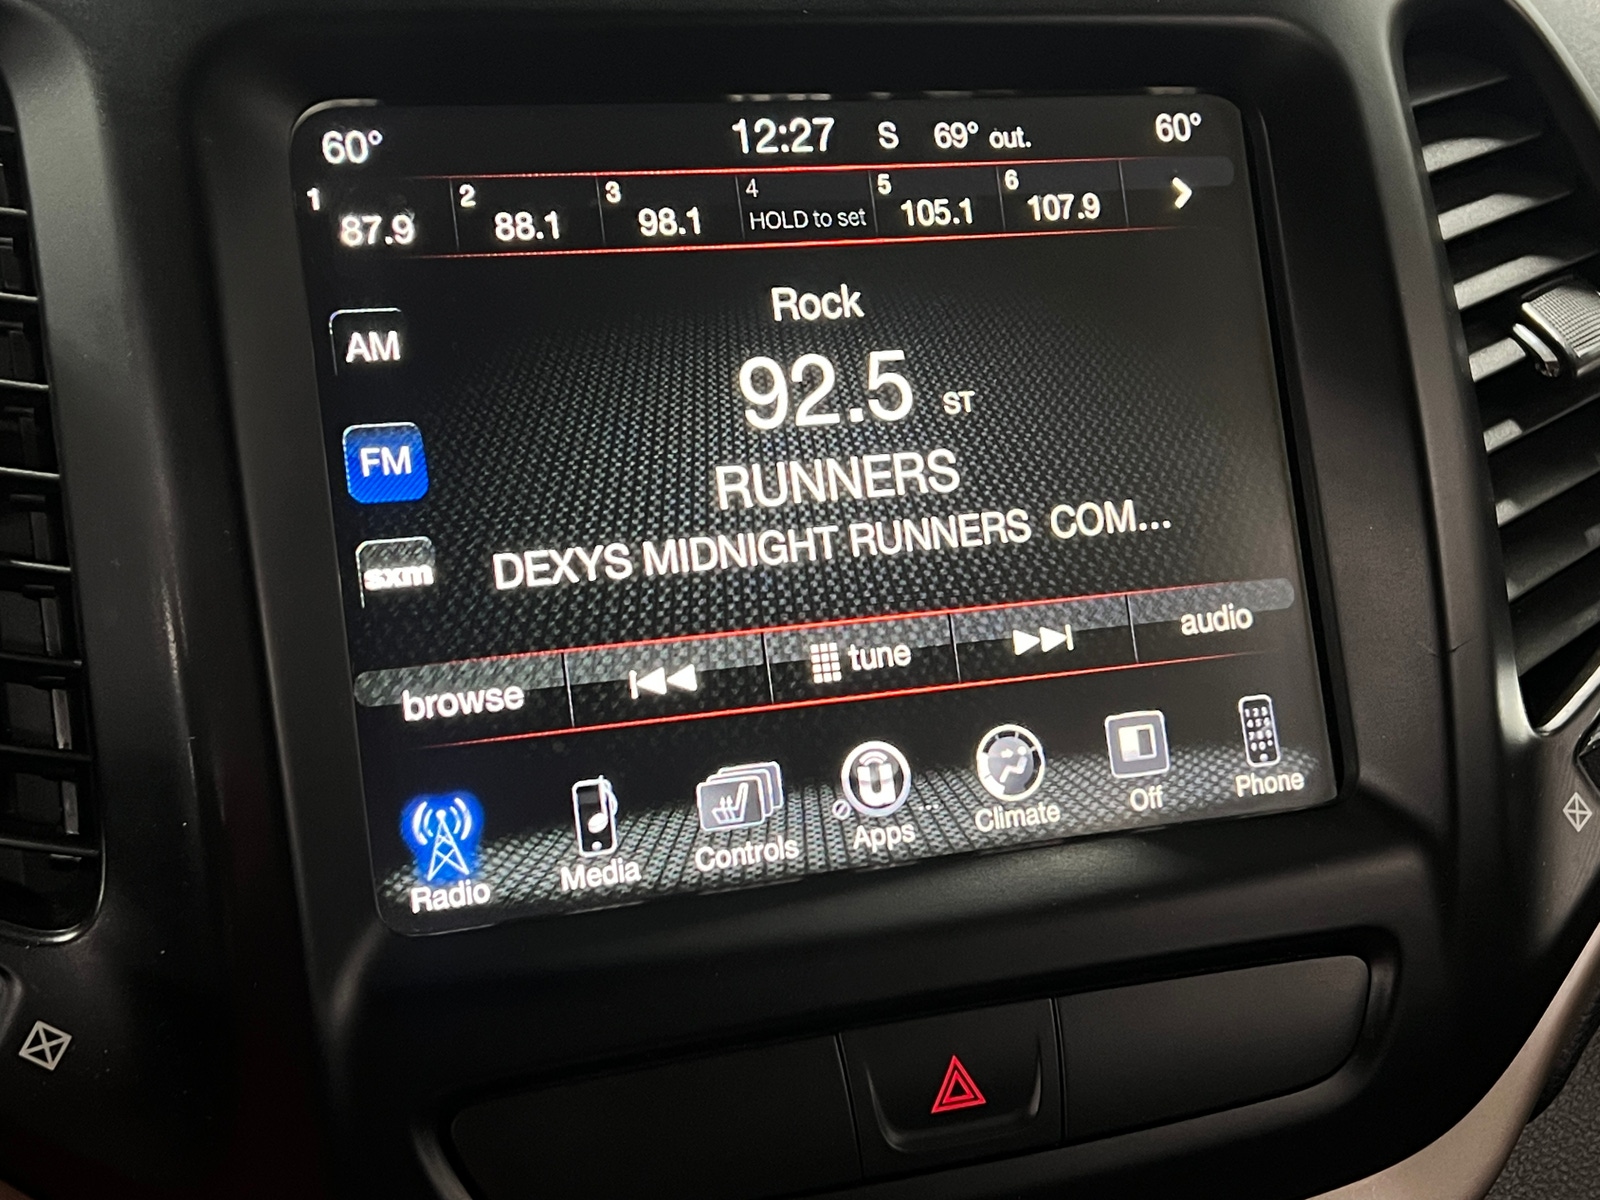 60° 12:27 S 69° out. 60°
1 87.9 2 88.1 3 98.1 4 HOLD to set 5 105.1 6 107.9
Rock
AM
92.5 ST
FM
RUNNERS
DEXYS MIDNIGHT RUNNERS COM...
sxm
browse tune audio
Radio Media Controls Apps Climate Off Phone